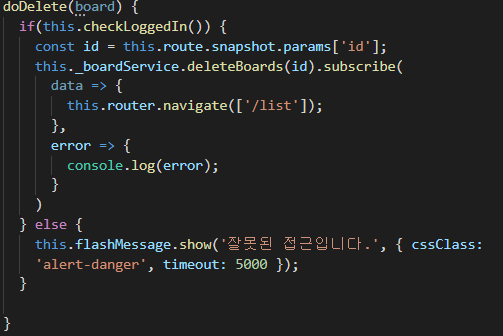 doDelete(board) {
if(this.checkLoggedIn()) {
const id = this.route.snapshot.params['id'];
this._boardService.deleteBoards(id).subscribe(
data => {
this.router.navigate(['/list']);
},
error => {
console.log(error);
}
)
} else {
this.flashMessage.show('잘못된 접근입니다.', { cssClass:
'alert-danger', timeout: 5000 });
}
}